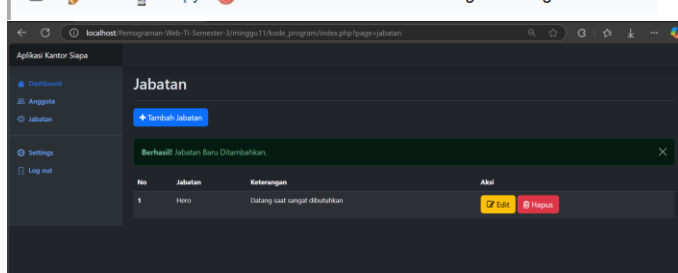 localhost/Pemograman-Web-TI-Semester-3/minggu11/kode_program/index.php?page=jabatan
Aplikasi Kantor Siapa
Dashboard
Anggota
Jabatan
Settings
Log out
Jabatan
+ Tambah Jabatan
Berhasil! Jabatan Baru Ditambahkan.
No Jabatan Keterangan Aksi
1 Hero Datang saat sangat dibutuhkan Edit Hapus